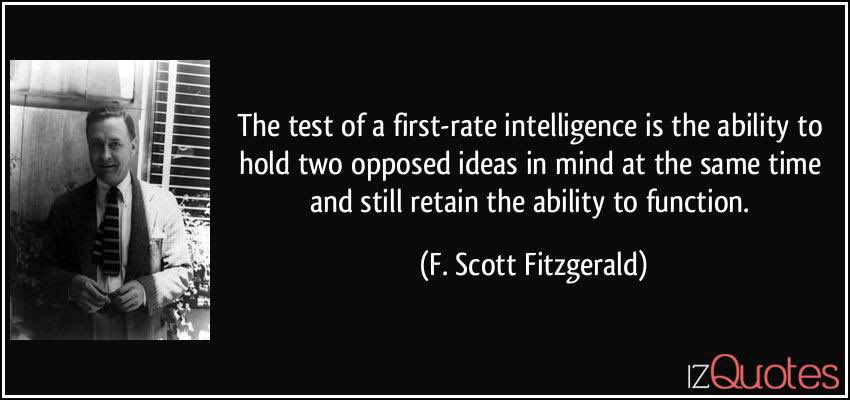 The test of a first-rate intelligence is the ability to
hold two opposed ideas in mind at the same time
and still retain the ability to function.
(F. Scott Fitzgerald)
IZQuotes